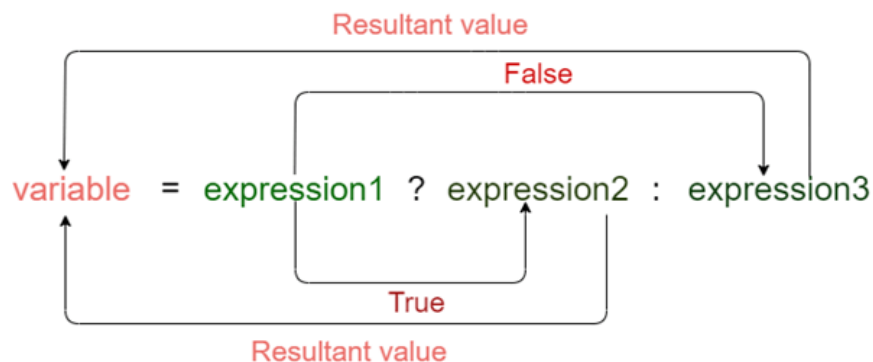 Resultant value
False
variable = expression1 ? expression2 : expression3
True
Resultant value